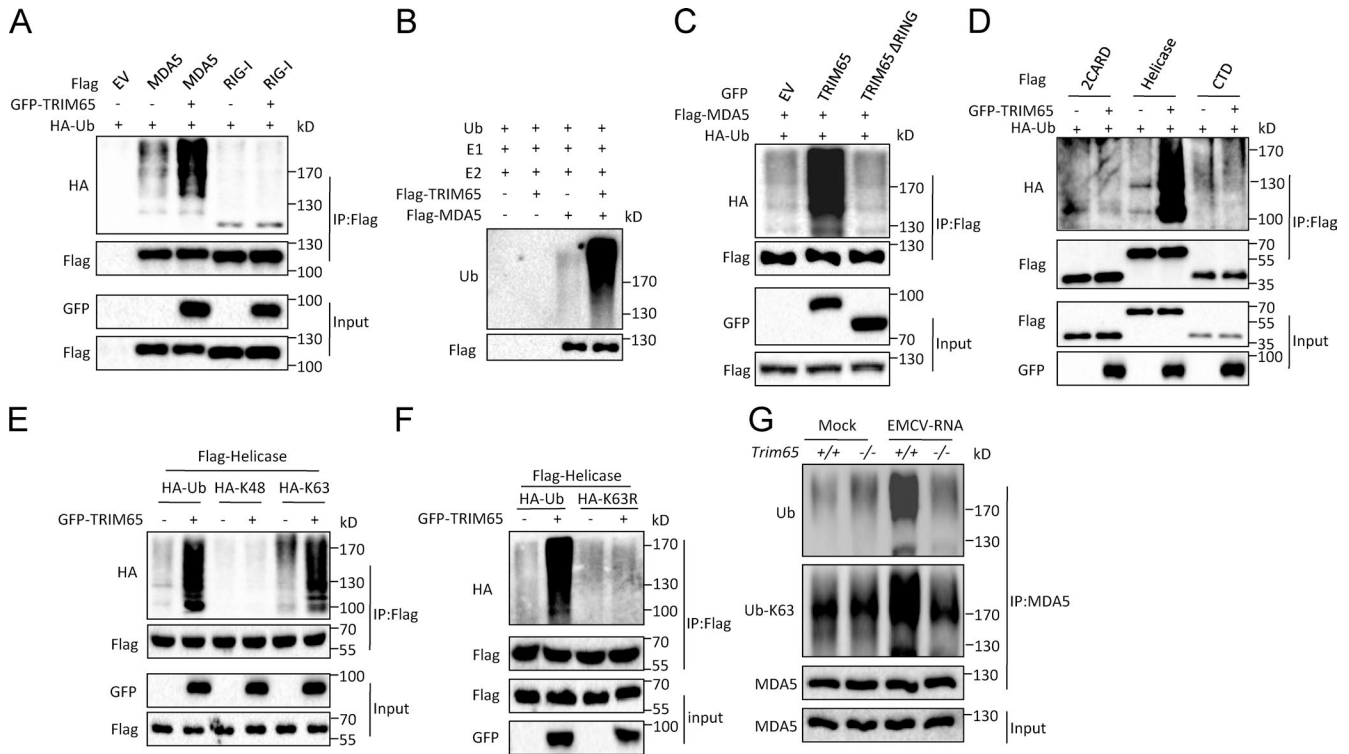 A
Flag EV MDA5 MDA5 RIG-I RIG-I
GFP-TRIM65 - - + - +
HA-Ub + + + + + kD
HA
170
130
IP:Flag
Flag
130
100
GFP
100
Input
Flag
130
100
B
Ub + + + +
E1 + + + +
E2 + + + +
Flag-TRIM65 - + - +
Flag-MDA5 - - + + kD
Ub
170
130
Flag
130
C
GFP EV TRIM65 TRIM65 ΔRING
Flag-MDA5 + + +
HA-Ub + + + kD
HA
170
130
IP:Flag
Flag
130
GFP
100
70
Input
Flag
130
D
Flag 2CARD Helicase CTD
GFP-TRIM65 - + - + - +
HA-Ub + + + + + + kD
HA
170
130
100
IP:Flag
Flag
70
55
35
Flag
70
55
35
Input
GFP
100
E
Flag-Helicase
HA-Ub HA-K48 HA-K63
GFP-TRIM65 - + - + - + kD
HA
170
130
100
IP:Flag
Flag
70
55
GFP
100
Input
Flag
70
55
F
Flag-Helicase
HA-Ub HA-K63R
GFP-TRIM65 - + - + kD
HA
170
130
100
IP:Flag
Flag
70
55
Flag
70
input
GFP
100
G
Mock EMCV-RNA
Trim65 +/+ -/- +/+ -/- kD
Ub
170
130
Ub-K63
170
130
IP:MDA5
MDA5
130
MDA5
130
Input